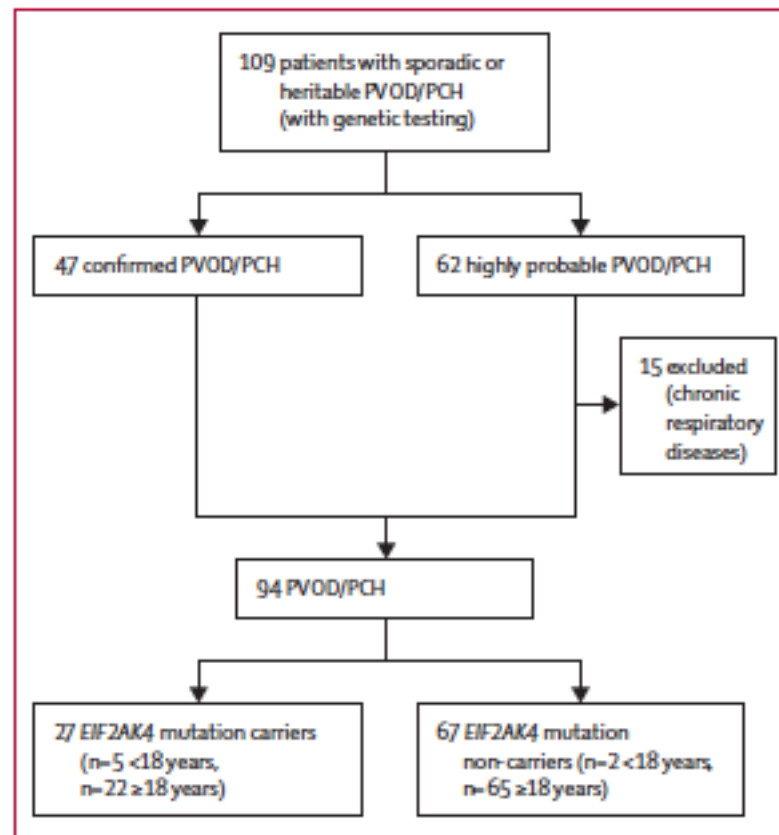 109 patients with sporadic or
heritable PVOD/PCH
(with genetic testing)
47 confirmed PVOD/PCH
62 highly probable PVOD/PCH
15 excluded
(chronic
respiratory
diseases)
94 PVOD/PCH
27 EIF2AK4 mutation carriers
(n=5 <18 years,
n=22 ≥18 years)
67 EIF2AK4 mutation
non-carriers (n=2 <18 years,
n=65 ≥18 years)